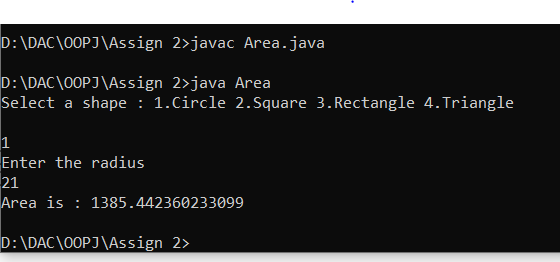 D:\DAC\OOPJ\Assign 2>javac Area.java
D:\DAC\OOPJ\Assign 2>java Area
Select a shape : 1.Circle 2.Square 3.Rectangle 4.Triangle
1
Enter the radius
21
Area is : 1385.442360233099
D:\DAC\OOPJ\Assign 2>